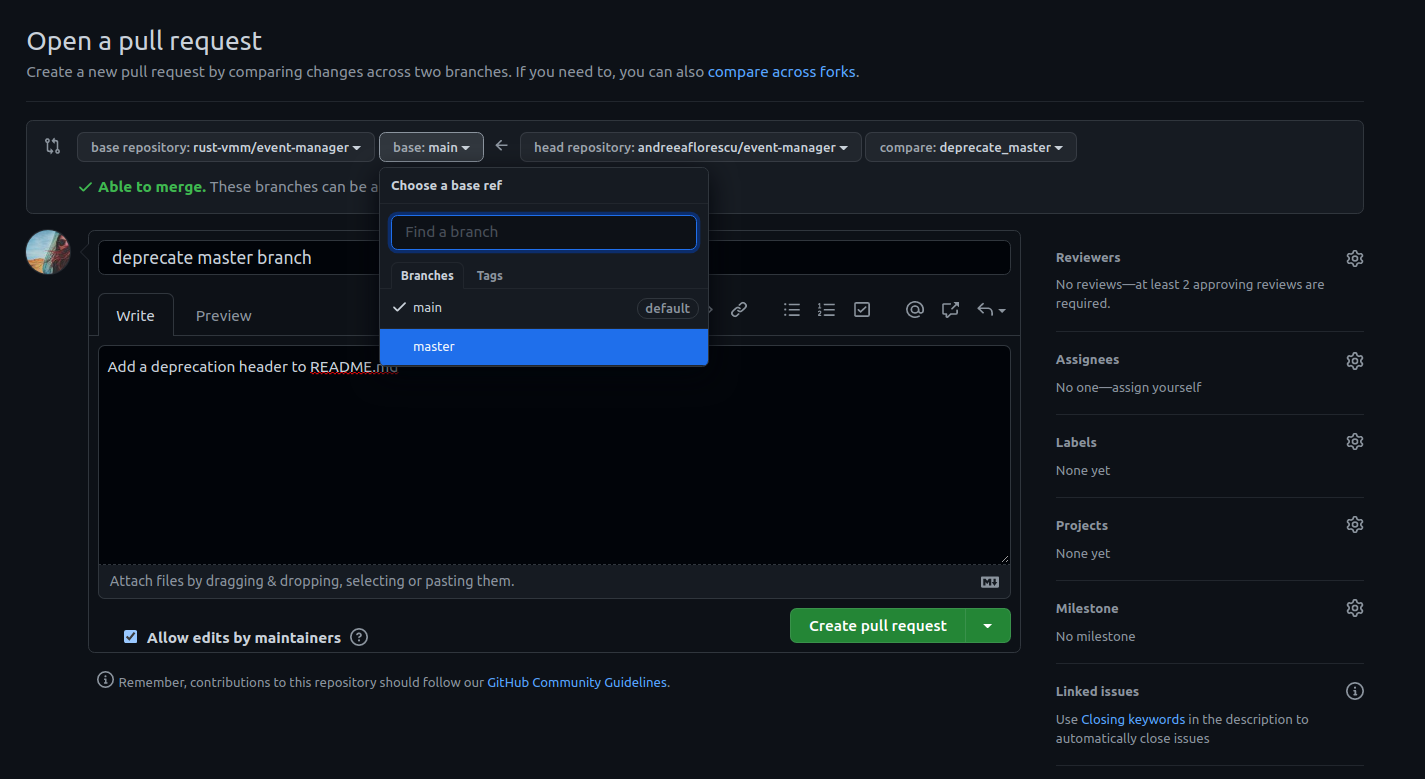 Open a pull request
Create a new pull request by comparing changes across two branches. If you need to, you can also compare across forks.
base repository: rust-vmm/event-manager
base: main
head repository: andreeaflorescu/event-manager
compare: deprecate_master
Able to merge. These branches can be a
Choose a base ref
Find a branch
Branches
Tags
main
default
master
deprecate master branch
Write
Preview
Add a deprecation header to README.md
Attach files by dragging & dropping, selecting or pasting them.
Allow edits by maintainers
Create pull request
Remember, contributions to this repository should follow our GitHub Community Guidelines.
Reviewers
No reviews—at least 2 approving reviews are
required.
Assignees
No one—assign yourself
Labels
None yet
Projects
None yet
Milestone
No milestone
Linked issues
Use Closing keywords in the description to
automatically close issues